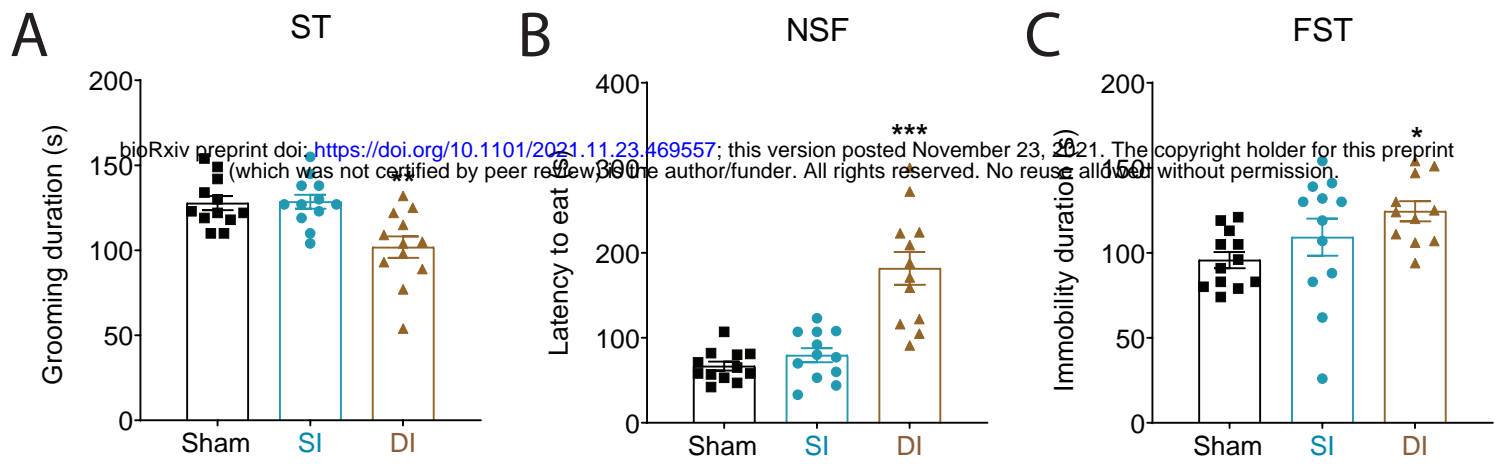 A ST B NSF C FST
200 400 200
bioRxiv preprint doi: https://doi.org/10.1101/2021.11.23.469557; this version posted November 23, 2021. The copyright holder for this preprint
(which was not certified by peer review) is the author/funder. All rights reserved. No reuse allowed without permission.
Grooming duration (s)
150
100
50
0
**
Sham SI DI
Latency to eat (s)
300
200
100
0
***
Sham SI DI
Immobility duration (s)
150
100
50
0
*
Sham SI DI